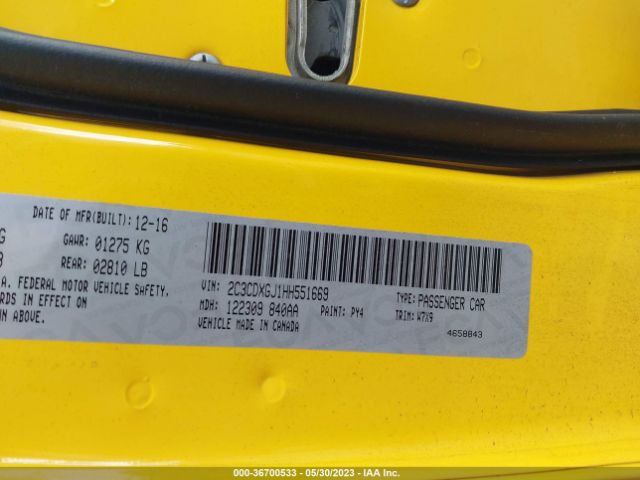 DATE OF MFR(BUILT): 12-16
G GAWR: 01275 KG
REAR: 02810 LB
A. FEDERAL MOTOR VEHICLE SAFETY,
RDS IN EFFECT ON
N ABOVE.
VIN: 2C3CDXGJ1HH551669
MDH: 122309 840AA PAINT: PY4
VEHICLE MADE IN CANADA
TYPE: PASSENGER CAR
TRIM: W7X9
4658843
000-36700533 - 05/30/2023 - IAA Inc.